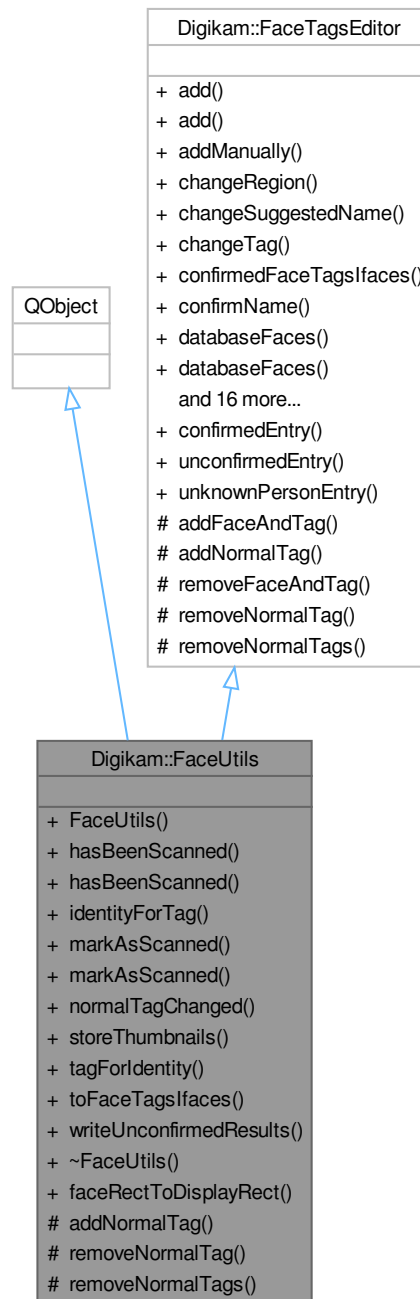 Digikam::FaceTagsEditor
+ add()
+ add()
+ addManually()
+ changeRegion()
+ changeSuggestedName()
+ changeTag()
+ confirmedFaceTagsIfaces()
+ confirmName()
+ databaseFaces()
+ databaseFaces()
and 16 more...
+ confirmedEntry()
+ unconfirmedEntry()
+ unknownPersonEntry()
# addFaceAndTag()
# addNormalTag()
# removeFaceAndTag()
# removeNormalTag()
# removeNormalTags()
QObject
Digikam::FaceUtils
+ FaceUtils()
+ hasBeenScanned()
+ hasBeenScanned()
+ identityForTag()
+ markAsScanned()
+ markAsScanned()
+ normalTagChanged()
+ storeThumbnails()
+ tagForIdentity()
+ toFaceTagsIfaces()
+ writeUnconfirmedResults()
+ ~FaceUtils()
+ faceRectToDisplayRect()
# addNormalTag()
# removeNormalTag()
# removeNormalTags()